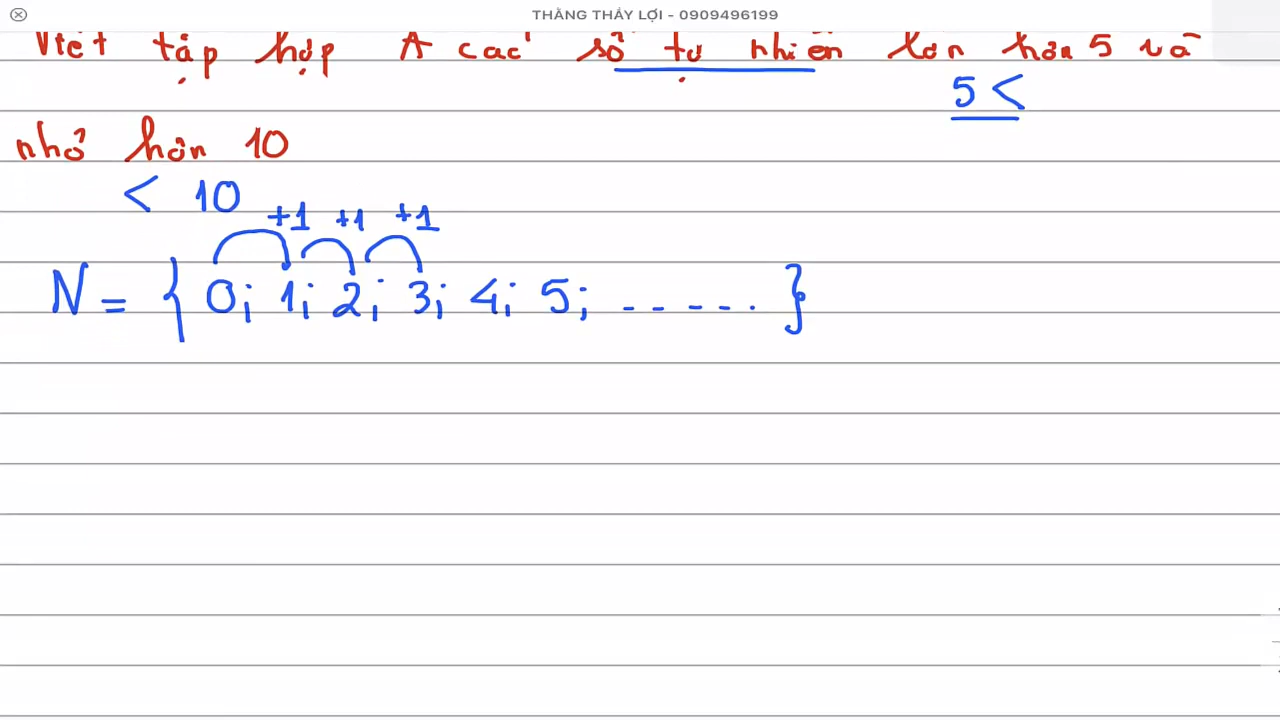 THẮNG THẦY LỢI - 0909496199
Viết tập hợp A các số tự nhiên lớn hơn 5 và
5 <
nhỏ hơn 10
< 10
+1 +1 +1
N = { 0; 1; 2; 3; 4; 5; ....... }